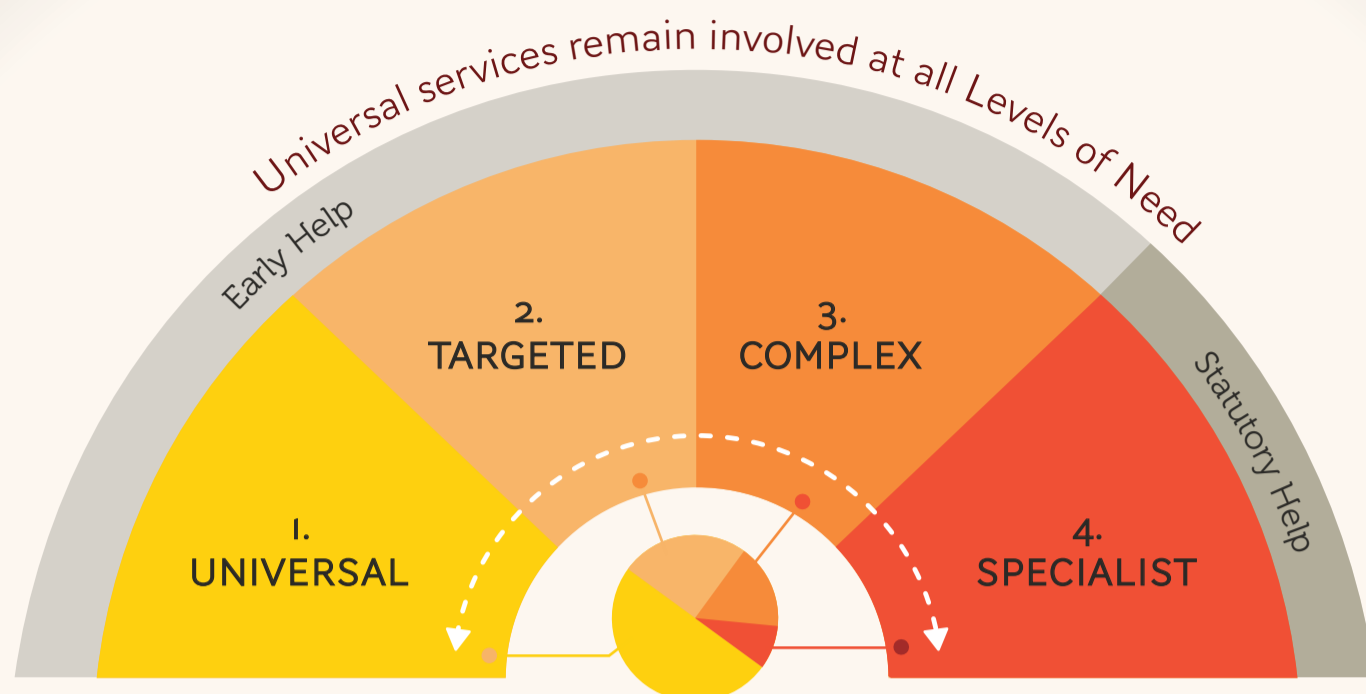 Universal services remain involved at all Levels of Need
Early Help
Statutory Help
1.
UNIVERSAL
2.
TARGETED
3.
COMPLEX
4.
SPECIALIST